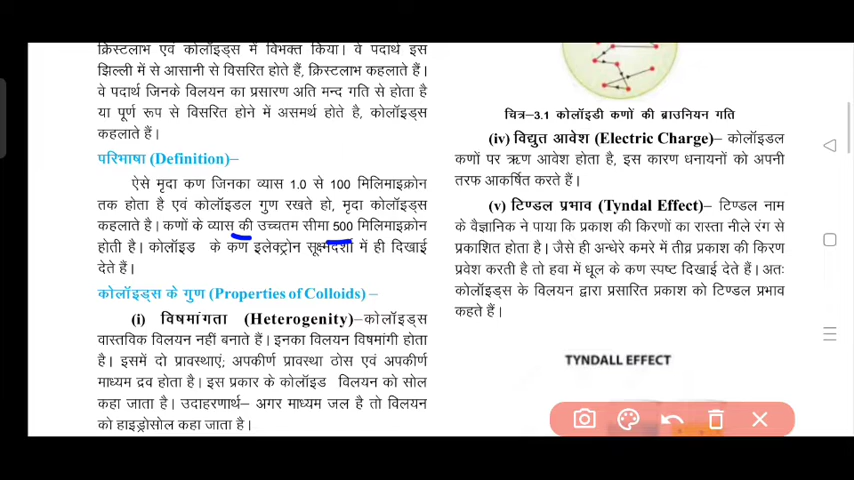 क्रिस्टलाभ एवं कोलॉइड्स में विभक्त किया। वे पदार्थ इस
झिल्ली में से आसानी से विसरित होते हैं, क्रिस्टलाभ कहलाते हैं।
वे पदार्थ जिनके विलयन का प्रसारण अति मन्द गति से होता है
या पूर्ण रूप से विसरित होने में असमर्थ होते है, कोलॉइड्स
कहलाते हैं।
परिभाषा (Definition)–
ऐसे मृदा कण जिनका व्यास 1.0 से 100 मिलिमाइक्रोन
तक होता है एवं कोलॉइडल गुण रखते हो, मृदा कोलॉइड्स
कहलाते है। कणों के व्यास की उच्चतम सीमा 500 मिलिमाइक्रोन
होती है। कोलॉइड के कण इलेक्ट्रोन सूक्ष्मदर्शी में ही दिखाई
देते हैं।
कोलॉइड्स के गुण (Properties of Colloids) –
(i) विषमांगता (Heterogenity)–कोलॉइड्स
वास्तविक विलयन नहीं बनाते हैं। इनका विलयन विषमांगी होता
है। इसमें दो प्रावस्थाएं; अपकीर्ण प्रावस्था ठोस एवं अपकीर्ण
माध्यम द्रव होता है। इस प्रकार के कोलॉइड विलयन को सोल
कहा जाता है। उदाहरणार्थ– अगर माध्यम जल है तो विलयन
को हाइड्रोसोल कहा जाता है।
चित्र–3.1 कोलॉइडी कणों की ब्राउनियन गति
(iv) विद्युत आवेश (Electric Charge)– कोलॉइडल
कणों पर ऋण आवेश होता है, इस कारण धनायनों को अपनी
तरफ आकर्षित करते हैं।
(v) टिण्डल प्रभाव (Tyndal Effect)– टिण्डल नाम
के वैज्ञानिक ने पाया कि प्रकाश की किरणों का रास्ता नीले रंग से
प्रकाशित होता है। जैसे ही अन्धेरे कमरे में तीव्र प्रकाश की किरण
प्रवेश करती है तो हवा में धूल के कण स्पष्ट दिखाई देते हैं। अतः
कोलॉइड्स के विलयन द्वारा प्रसारित प्रकाश को टिण्डल प्रभाव
कहते हैं।
TYNDALL EFFECT